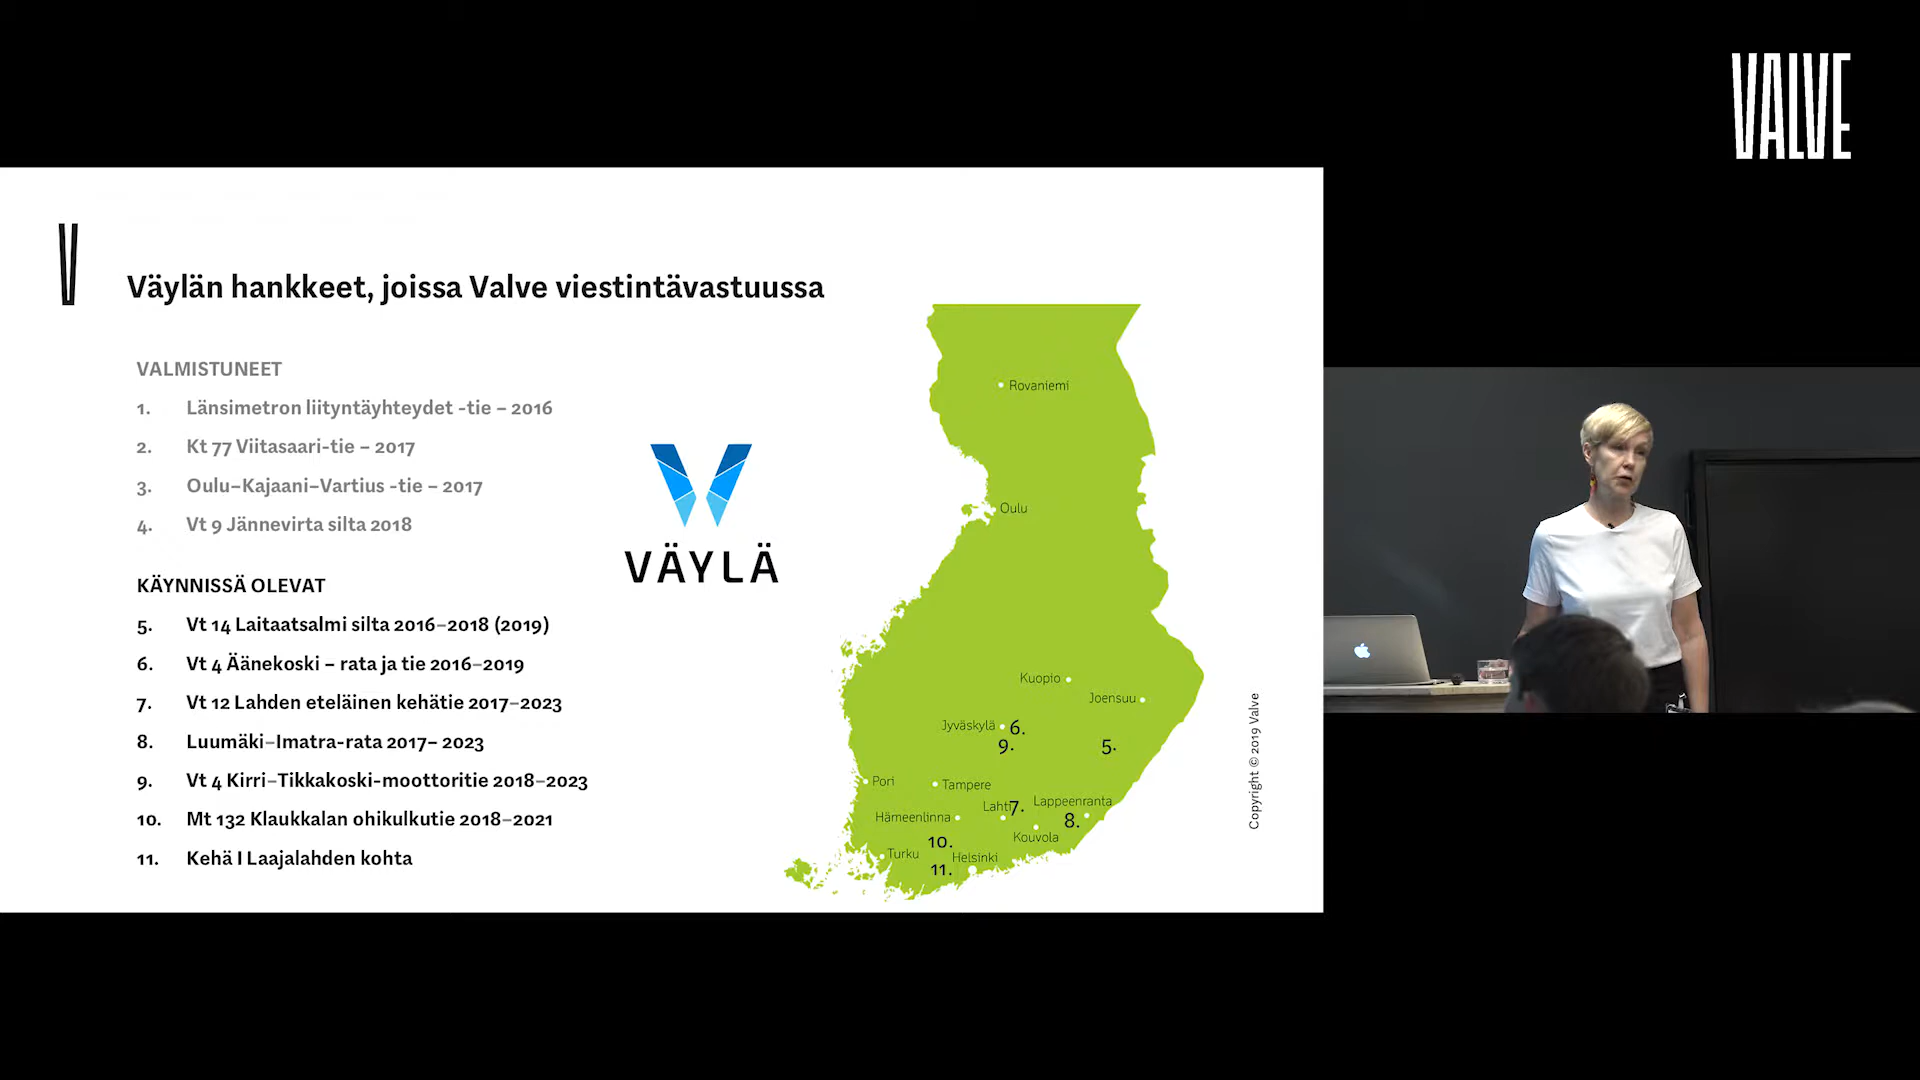 VALVE
V
Väylän hankkeet, joissa Valve viestintävastuussa
VALMISTUNEET
1. Länsimetron liityntäyhteydet -tie – 2016
2. Kt 77 Viitasaari-tie – 2017
3. Oulu–Kajaani–Vartius -tie – 2017
4. Vt 9 Jännevirta silta 2018
KÄYNNISSÄ OLEVAT
5. Vt 14 Laitaatsalmi silta 2016–2018 (2019)
6. Vt 4 Äänekoski – rata ja tie 2016–2019
7. Vt 12 Lahden eteläinen kehätie 2017–2023
8. Luumäki–Imatra-rata 2017– 2023
9. Vt 4 Kirri–Tikkakoski-moottoritie 2018–2023
10. Mt 132 Klaukkalan ohikulkutie 2018–2021
11. Kehä I Laajalahden kohta
VÄYLÄ
Rovaniemi
Oulu
Kuopio
Joensuu
Jyväskylä 6.
9.
5.
Pori
Tampere
Lahti 7.
Lappeenranta
8.
Hämeenlinna
Kouvola
10.
Turku
Helsinki
11.
Copyright © 2019 Valve